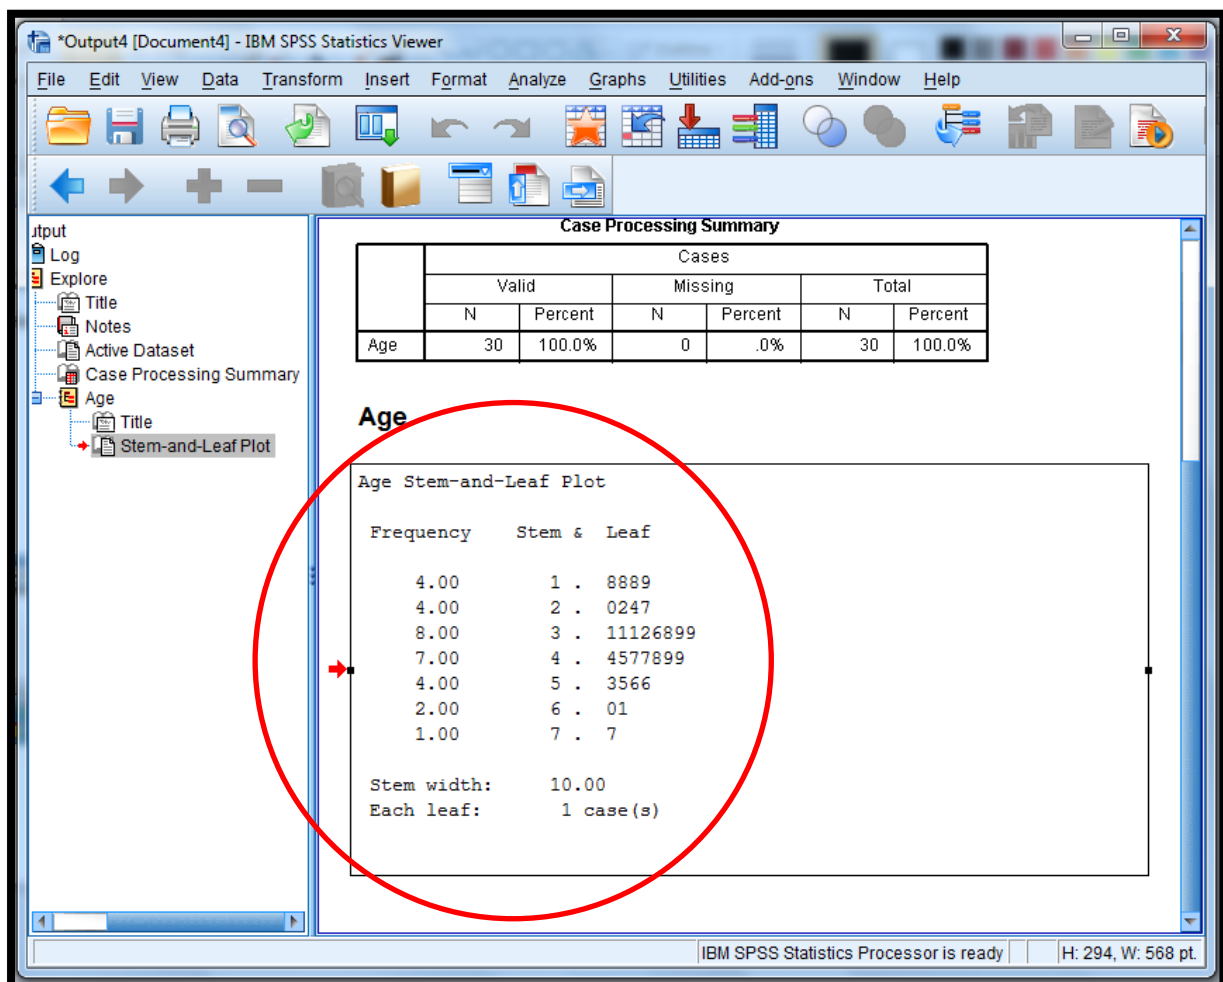 *Output4 [Document4] - IBM SPSS Statistics Viewer
File Edit View Data Transform Insert Format Analyze Graphs Utilities Add-ons Window Help
utput
Log
Explore
Title
Notes
Active Dataset
Case Processing Summary
Age
Title
Stem-and-Leaf Plot
Case Processing Summary
Cases
Valid Missing Total
N Percent N Percent N Percent
Age 30 100.0% 0 .0% 30 100.0%
Age
Age Stem-and-Leaf Plot
Frequency Stem & Leaf
4.00 1 . 8889
4.00 2 . 0247
8.00 3 . 11126899
7.00 4 . 4577899
4.00 5 . 3566
2.00 6 . 01
1.00 7 . 7
Stem width: 10.00
Each leaf: 1 case(s)
IBM SPSS Statistics Processor is ready H: 294, W: 568 pt.